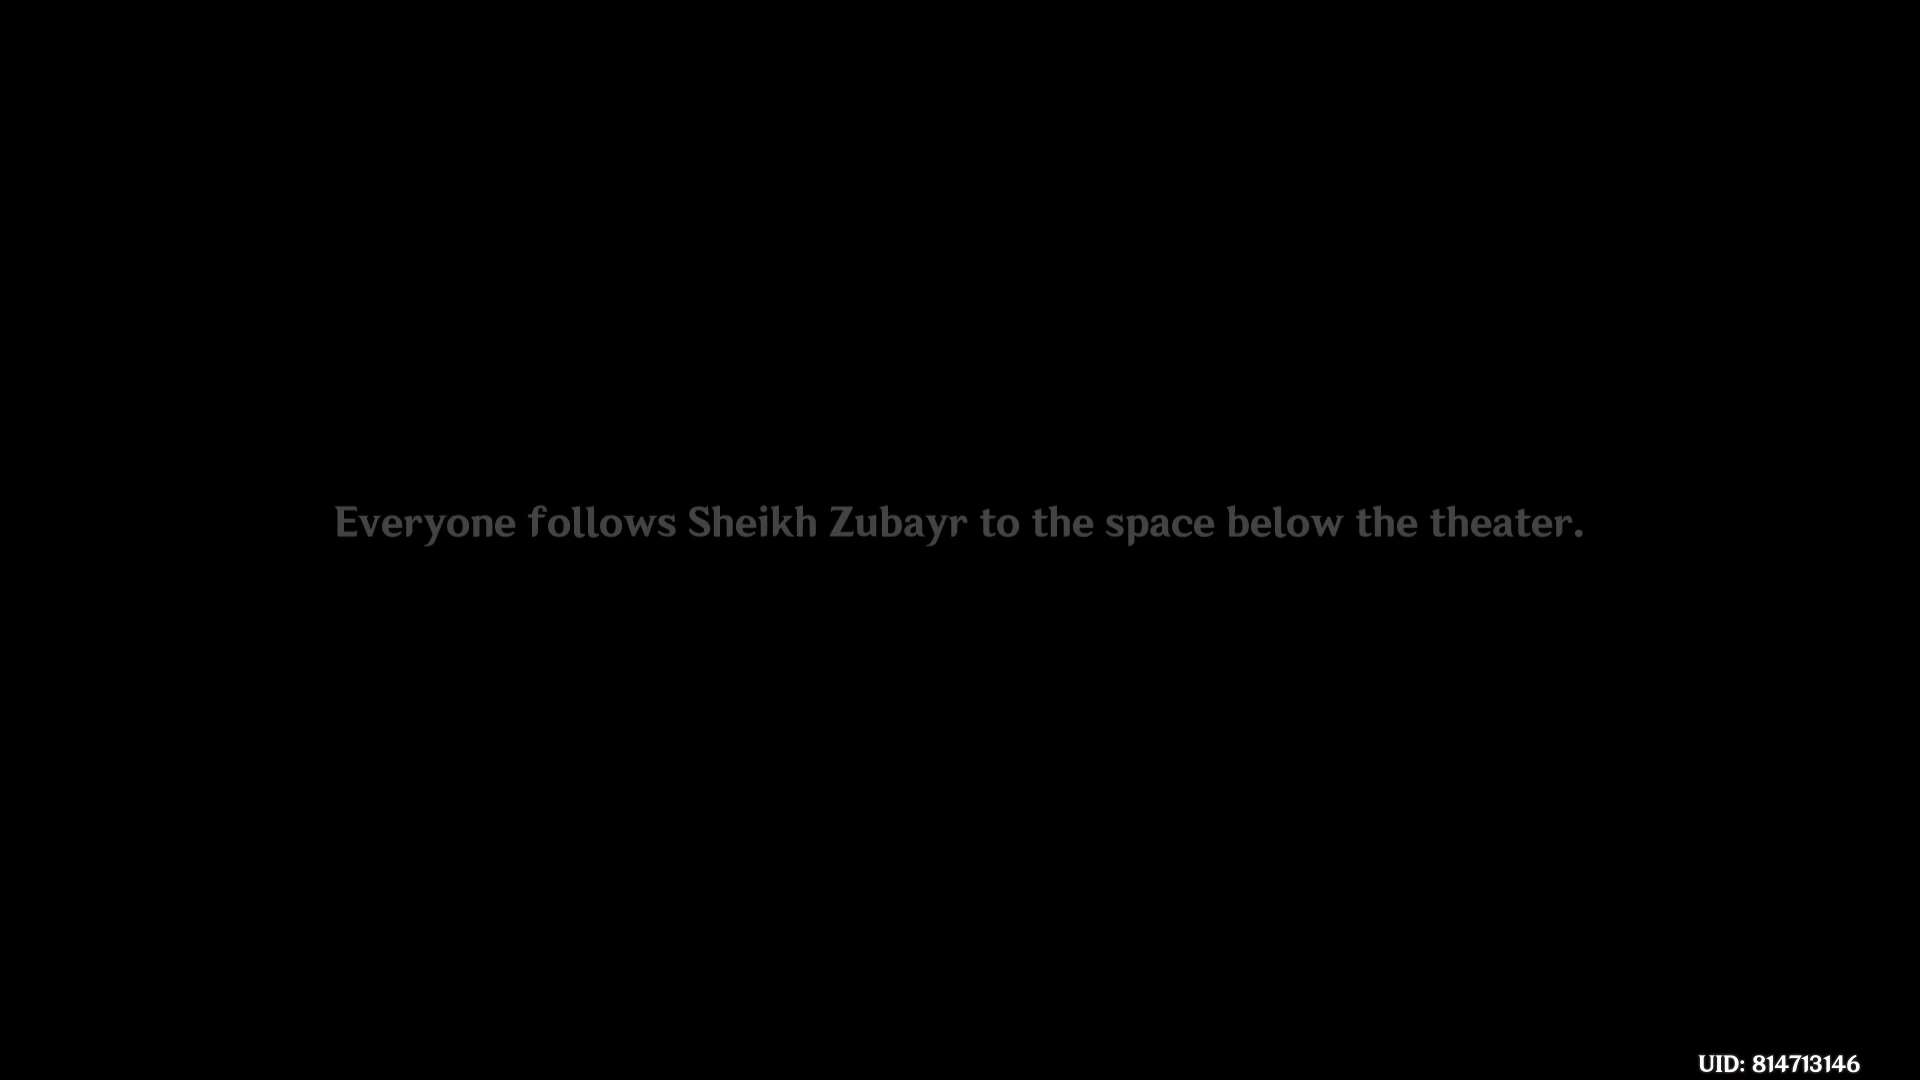 Everyone follows Sheikh Zubayr to the space below the theater.
UID: 814713146